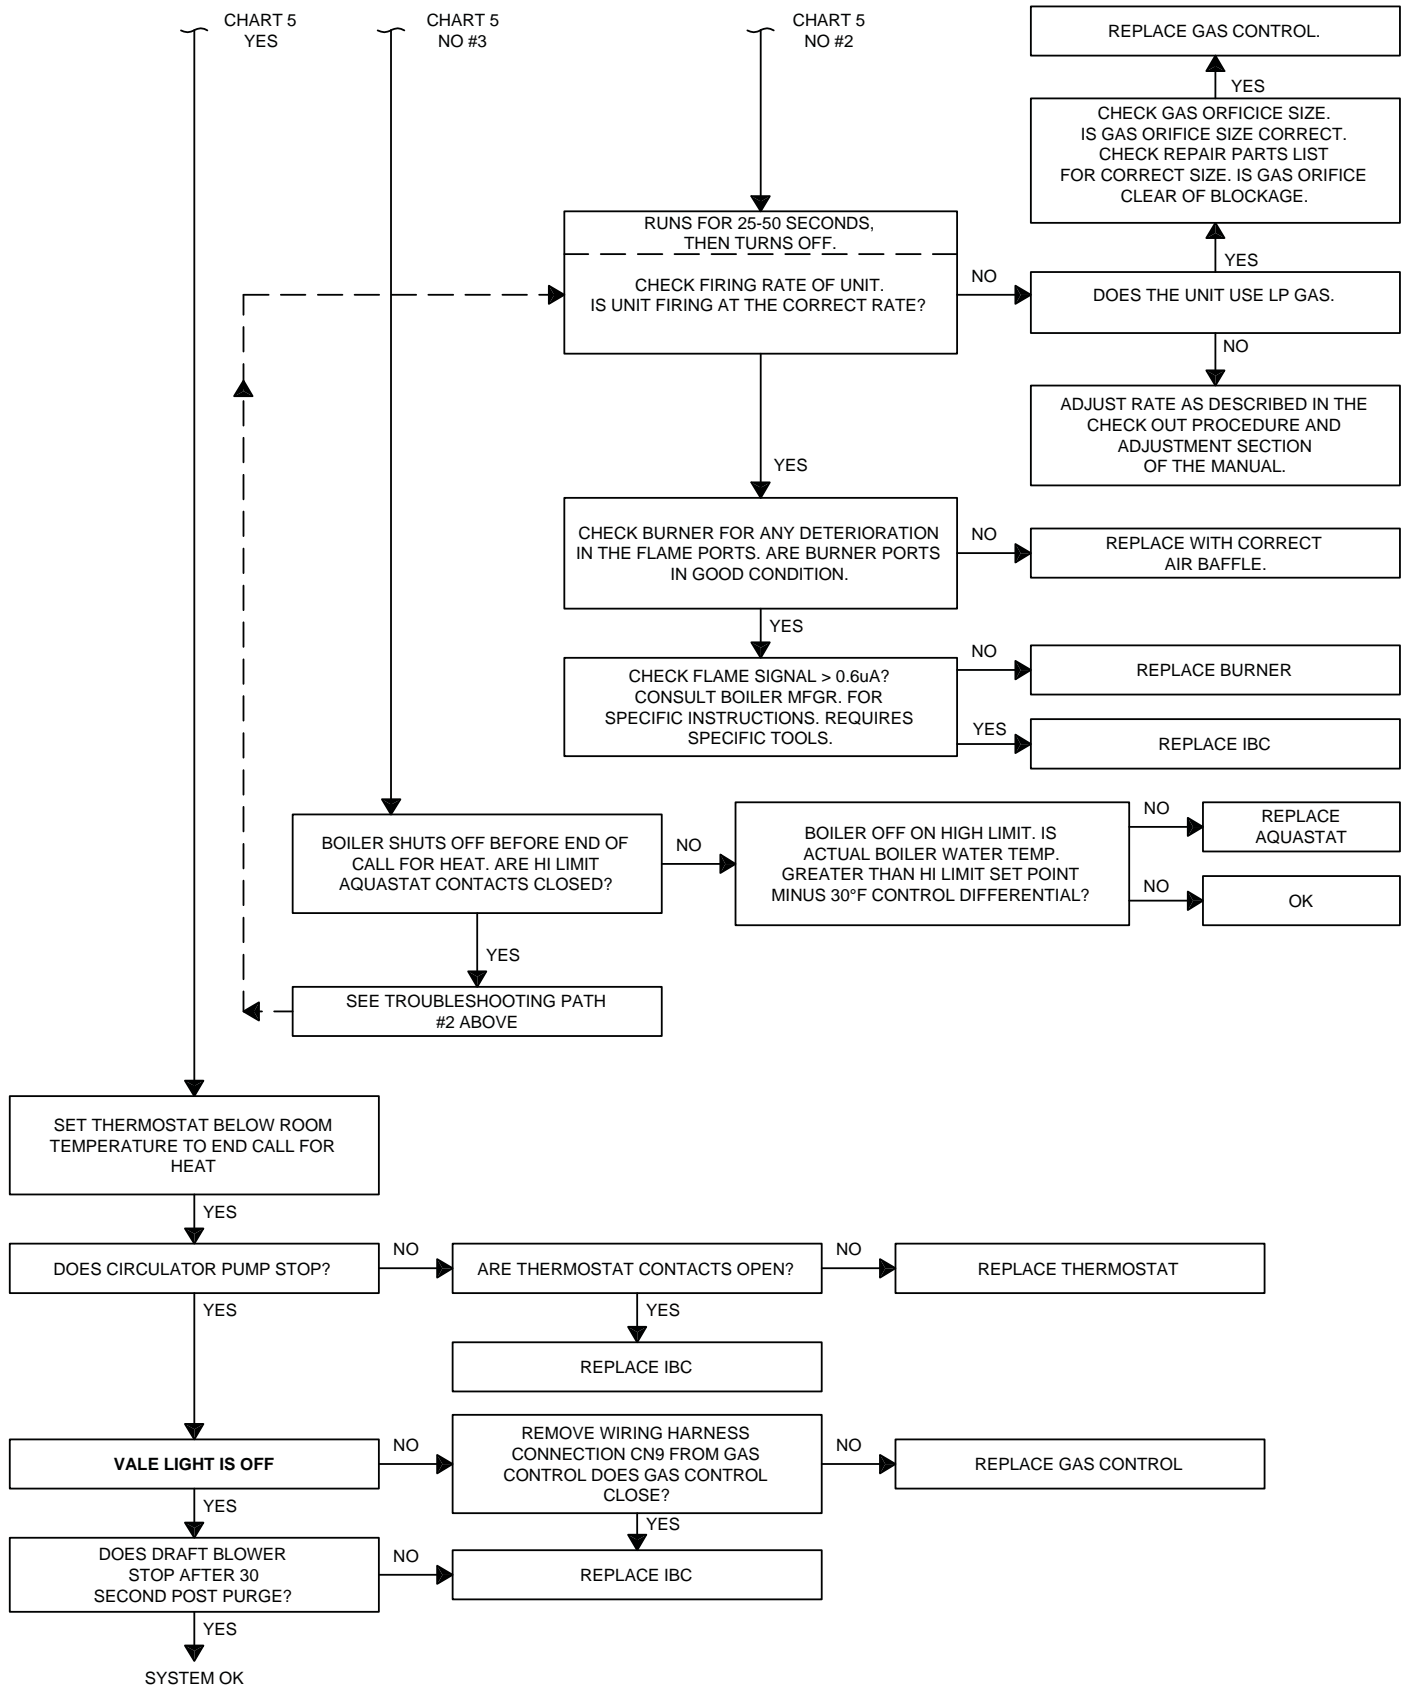 CHART 5
YES
CHART 5
NO #3
CHART 5
NO #2
REPLACE GAS CONTROL.
YES
CHECK GAS ORFICICE SIZE.
IS GAS ORIFICE SIZE CORRECT.
CHECK REPAIR PARTS LIST
FOR CORRECT SIZE. IS GAS ORIFICE
CLEAR OF BLOCKAGE.
YES
RUNS FOR 25-50 SECONDS,
THEN TURNS OFF.
CHECK FIRING RATE OF UNIT.
IS UNIT FIRING AT THE CORRECT RATE?
NO
DOES THE UNIT USE LP GAS.
NO
ADJUST RATE AS DESCRIBED IN THE
CHECK OUT PROCEDURE AND
ADJUSTMENT SECTION
OF THE MANUAL.
YES
CHECK BURNER FOR ANY DETERIORATION
IN THE FLAME PORTS. ARE BURNER PORTS
IN GOOD CONDITION.
NO
REPLACE WITH CORRECT
AIR BAFFLE.
YES
CHECK FLAME SIGNAL > 0.6uA?
CONSULT BOILER MFGR. FOR
SPECIFIC INSTRUCTIONS. REQUIRES
SPECIFIC TOOLS.
NO
REPLACE BURNER
YES
REPLACE IBC
BOILER SHUTS OFF BEFORE END OF
CALL FOR HEAT. ARE HI LIMIT
AQUASTAT CONTACTS CLOSED?
NO
BOILER OFF ON HIGH LIMIT. IS
ACTUAL BOILER WATER TEMP.
GREATER THAN HI LIMIT SET POINT
MINUS 30°F CONTROL DIFFERENTIAL?
NO
REPLACE
AQUASTAT
NO
OK
YES
SEE TROUBLESHOOTING PATH
#2 ABOVE
SET THERMOSTAT BELOW ROOM
TEMPERATURE TO END CALL FOR
HEAT
YES
DOES CIRCULATOR PUMP STOP?
NO
ARE THERMOSTAT CONTACTS OPEN?
NO
REPLACE THERMOSTAT
YES
YES
REPLACE IBC
VALE LIGHT IS OFF
NO
REMOVE WIRING HARNESS
CONNECTION CN9 FROM GAS
CONTROL DOES GAS CONTROL
CLOSE?
NO
REPLACE GAS CONTROL
YES
YES
DOES DRAFT BLOWER
STOP AFTER 30
SECOND POST PURGE?
NO
REPLACE IBC
YES
SYSTEM OK